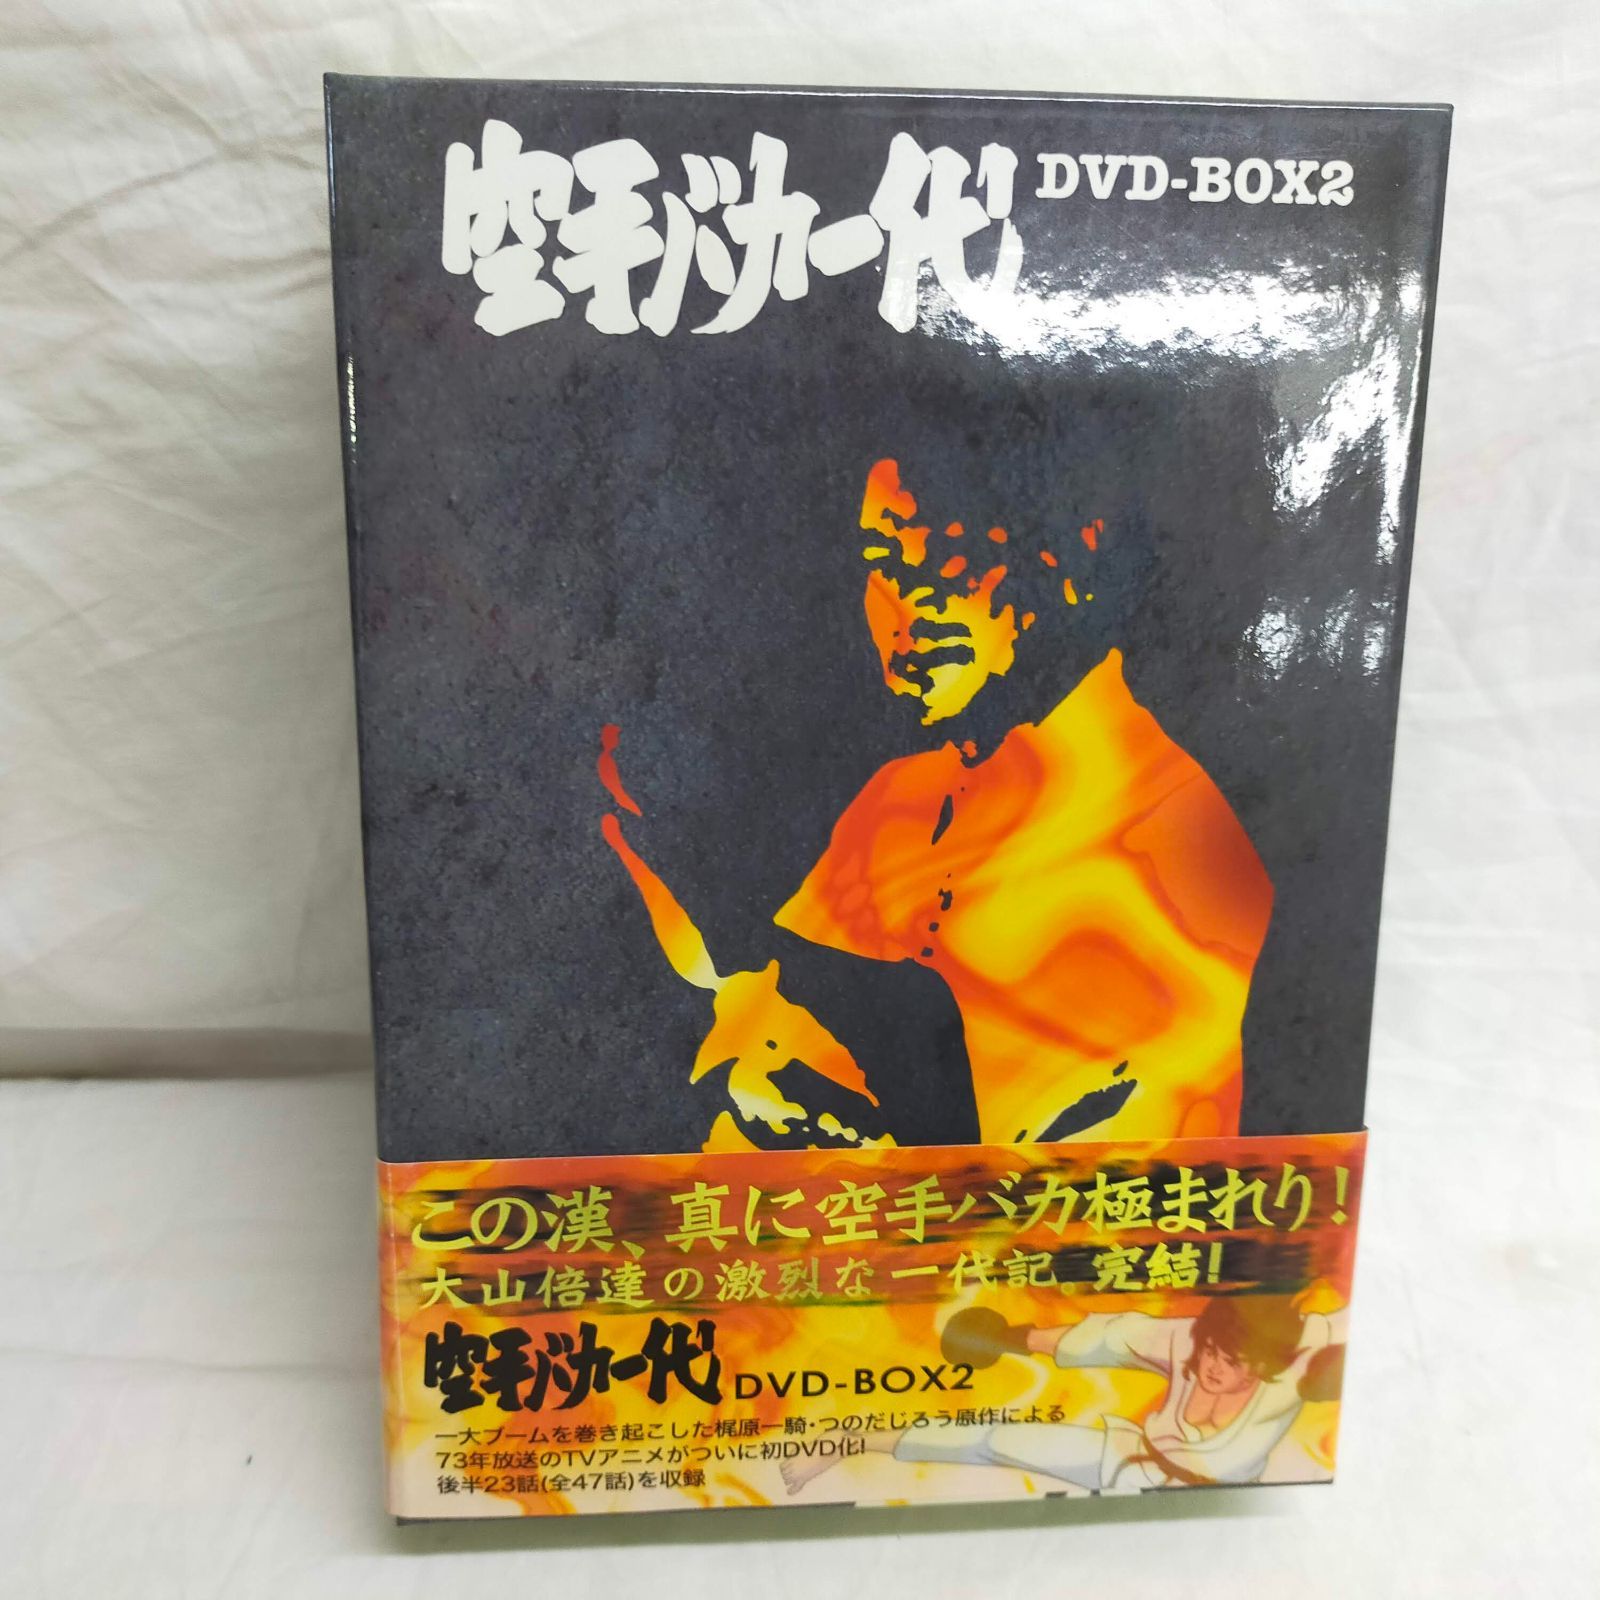 空手バカ一代 DVD-BOX2
この漢、真に空手バカ極まれり!
大山倍達の激烈な一代記。完結!
空手バカ一代 DVD-BOX2
一大ブームを巻き起こした梶原一騎・つのだじろう原作による
73年放送のTVアニメがついに初DVD化!
後半23話(全47話)を収録